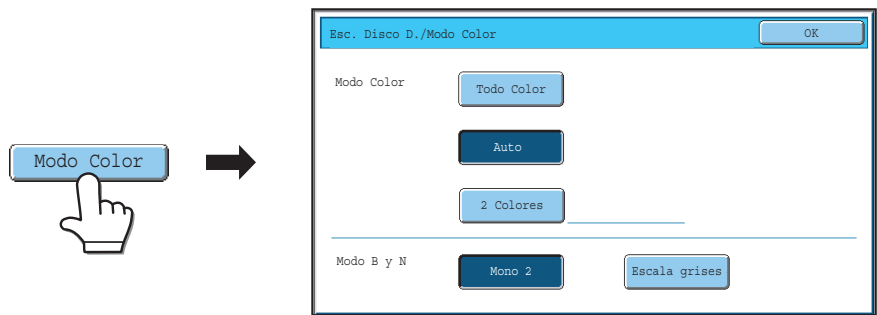 Esc. Disco D./Modo Color
OK
Modo Color
Todo Color
Modo Color
Auto
2 Colores
Modo B y N
Mono 2
Escala grises